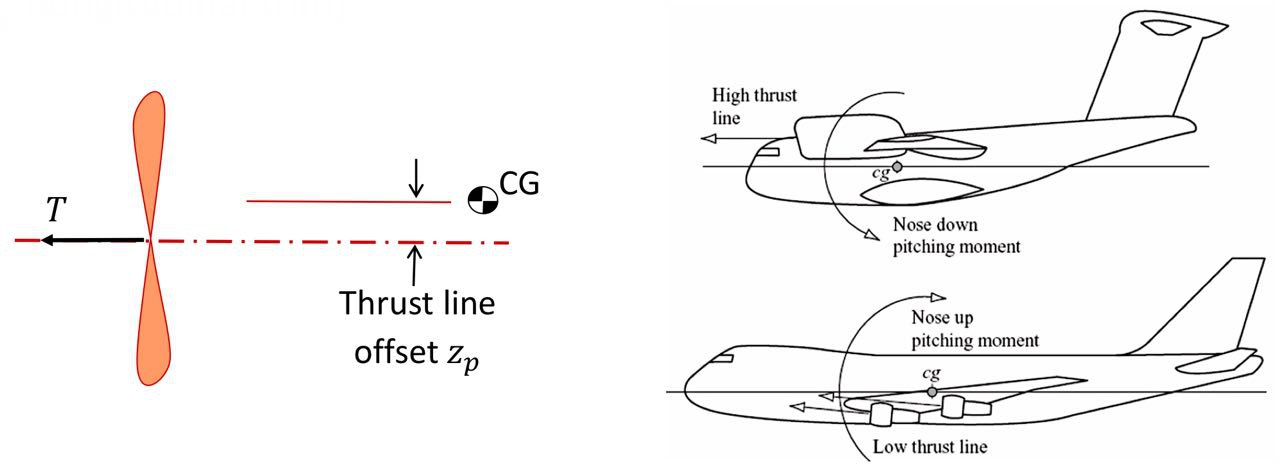 T
CG
Thrust line
offset z_p
High thrust
line
cg
Nose down
pitching moment
Nose up
pitching moment
cg
Low thrust line